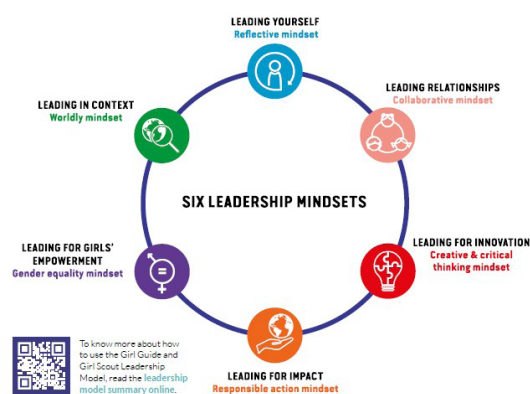 LEADING YOURSELF
Reflective mindset
LEADING RELATIONSHIPS
Collaborative mindset
LEADING IN CONTEXT
Worldly mindset
SIX LEADERSHIP MINDSETS
LEADING FOR INNOVATION
Creative & critical
thinking mindset
LEADING FOR GIRLS'
EMPOWERMENT
Gender equality mindset
LEADING FOR IMPACT
Responsible action mindset
To know more about how
to use the Girl Guide and
Girl Scout Leadership
Model, read the leadership
model summary online.